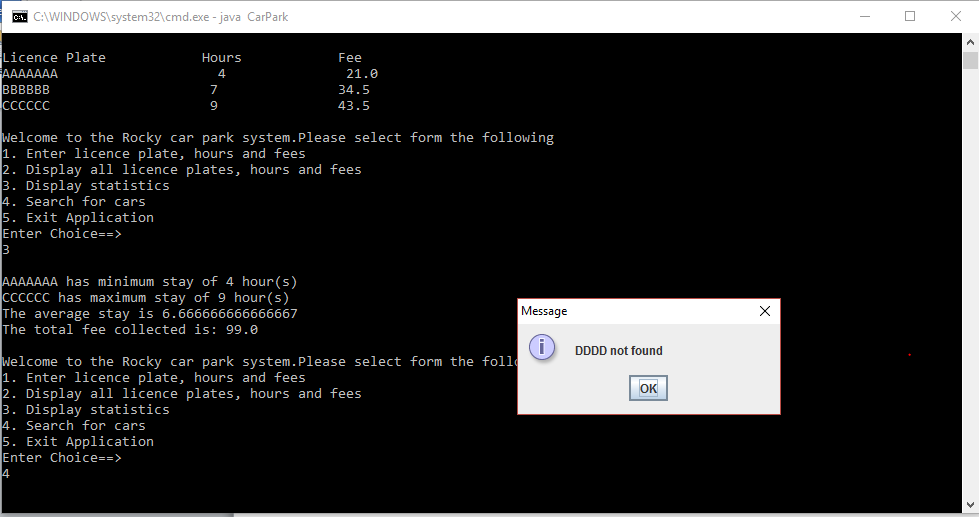 C:\WINDOWS\system32\cmd.exe - java  CarPark
Licence Plate            Hours            Fee
AAAAAAA                    4               21.0
BBBBBB                    7               34.5
CCCCCC                    9               43.5
Welcome to the Rocky car park system.Please select form the following
1. Enter licence plate, hours and fees
2. Display all licence plates, hours and fees
3. Display statistics
4. Search for cars
5. Exit Application
Enter Choice==>
3
AAAAAAA has minimum stay of 4 hour(s)
CCCCCC has maximum stay of 9 hour(s)
The average stay is 6.666666666666667
The total fee collected is: 99.0
Welcome to the Rocky car park system.Please select form the
1. Enter licence plate, hours and fees
2. Display all licence plates, hours and fees
3. Display statistics
4. Search for cars
5. Exit Application
Enter Choice==>
4
Message
DDDD not found
OK